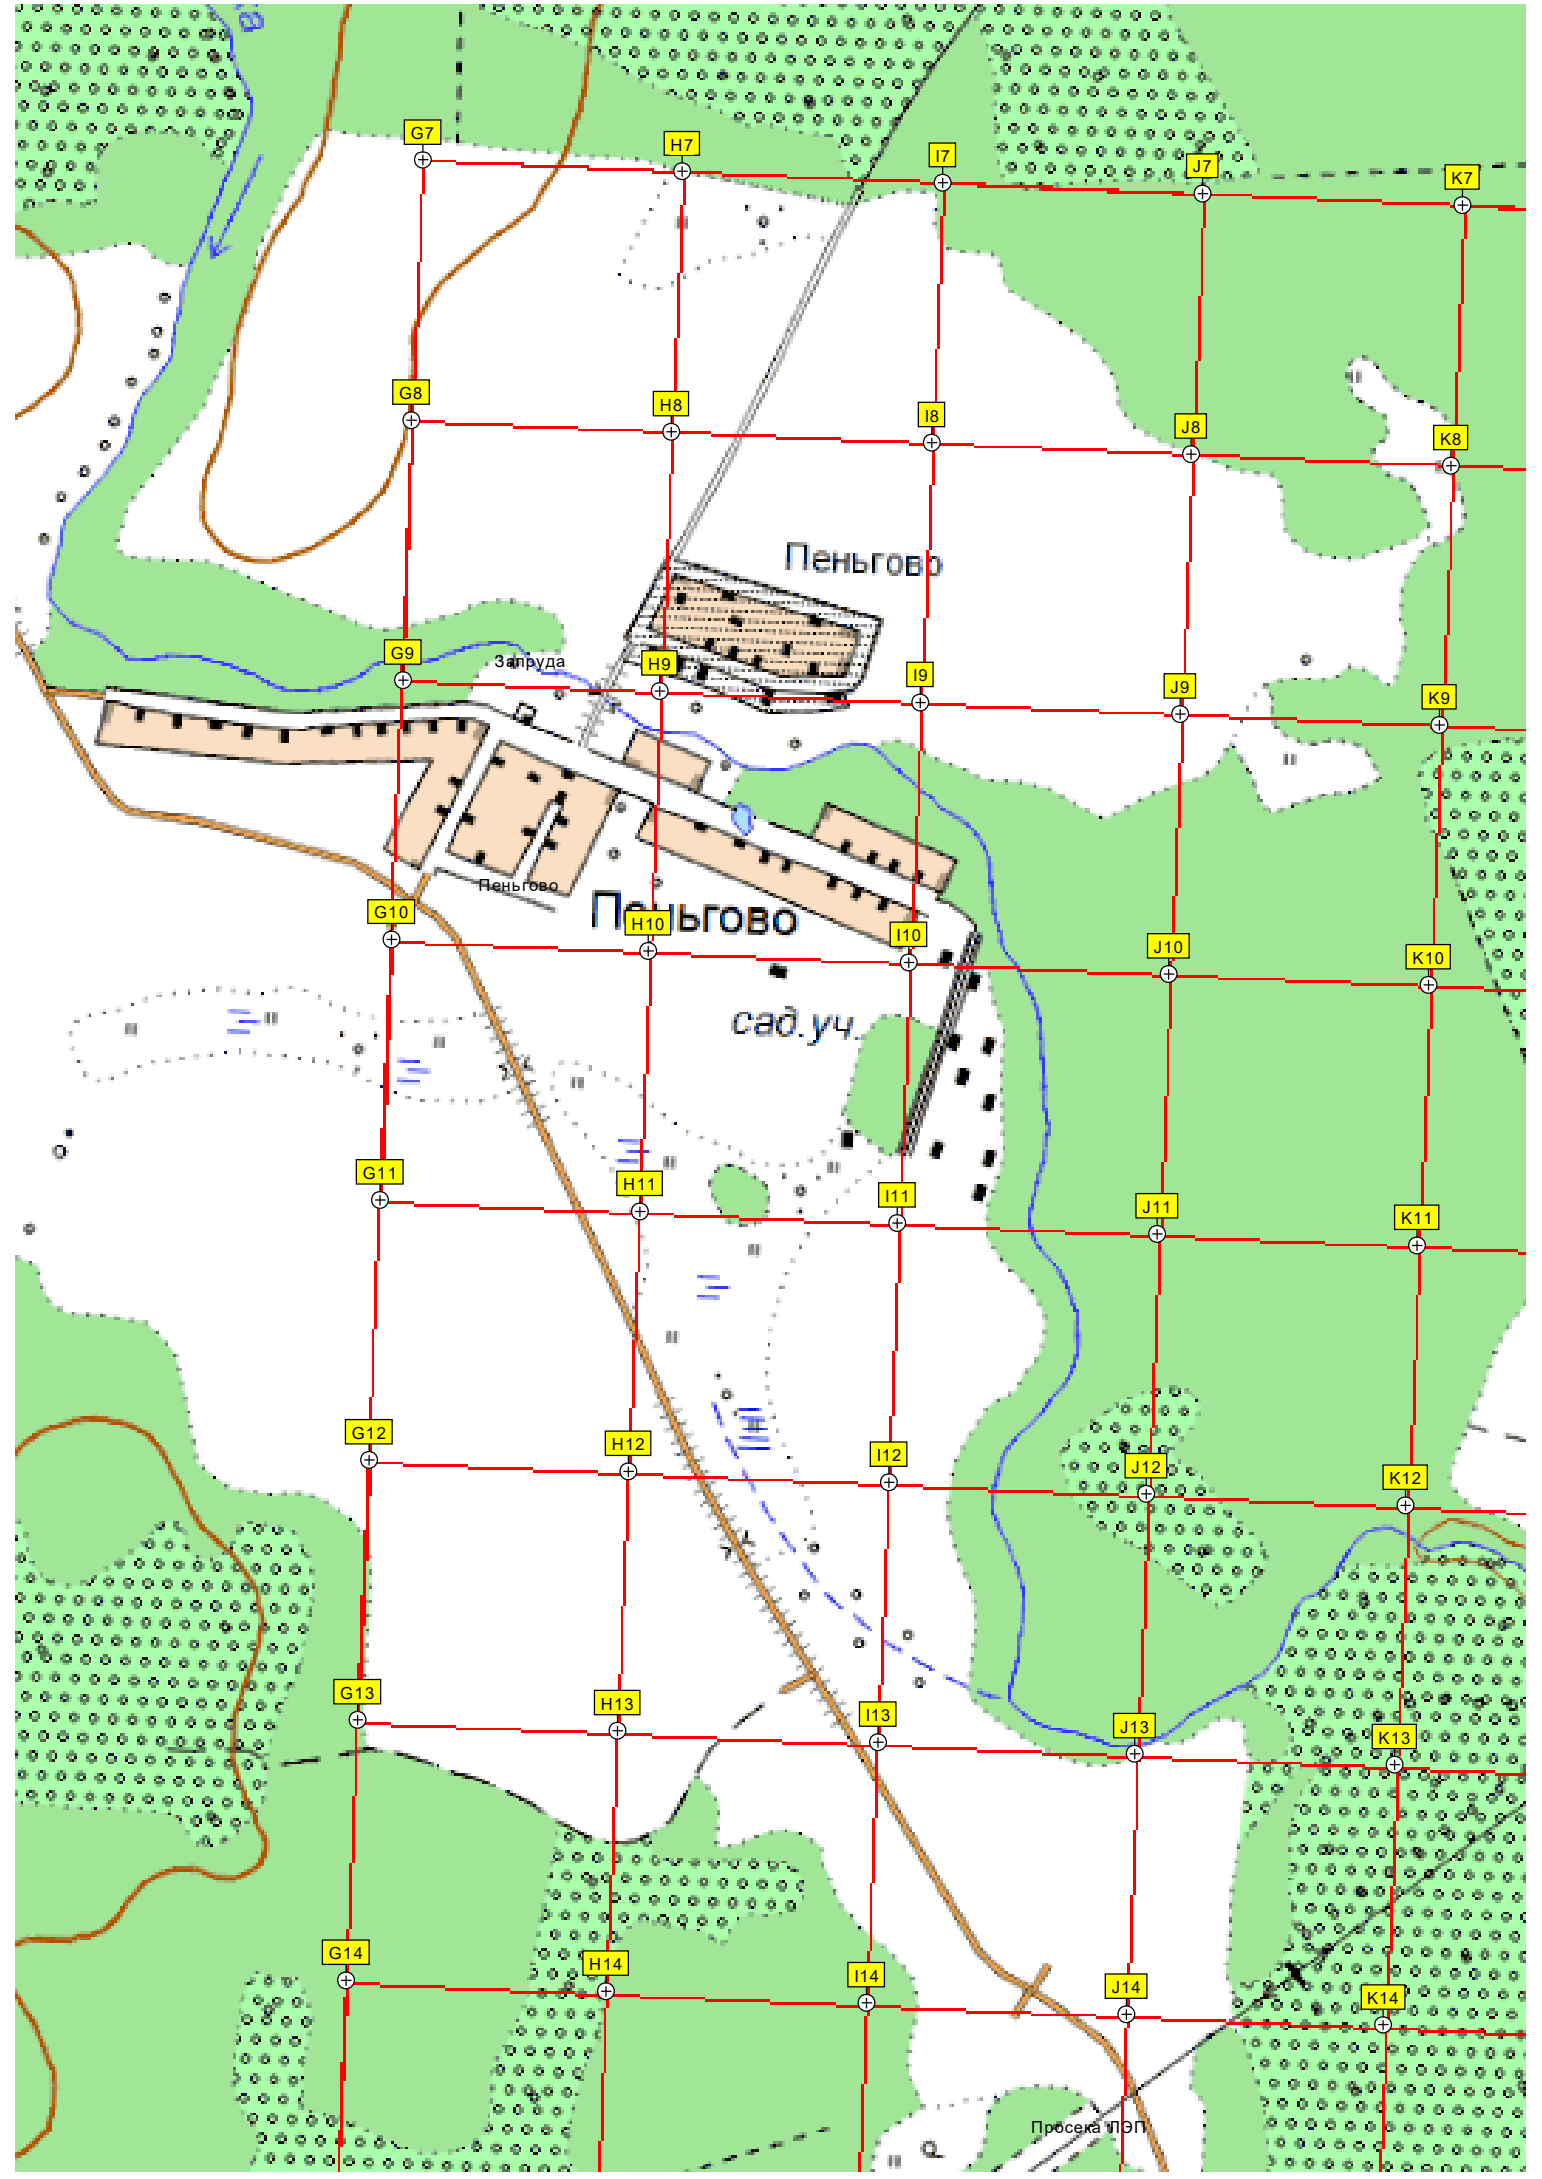 ка
G7
H7
I7
J7
K7
G8
H8
I8
J8
K8
Пеньгово
G9
Запруда
H9
I9
J9
K9
Пеньгово
Пеньгово
G10
H10
I10
J10
K10
сад.уч.
G11
H11
I11
J11
K11
G12
H12
I12
J12
K12
G13
H13
I13
J13
K13
G14
H14
I14
J14
K14
Просека ЛЭП